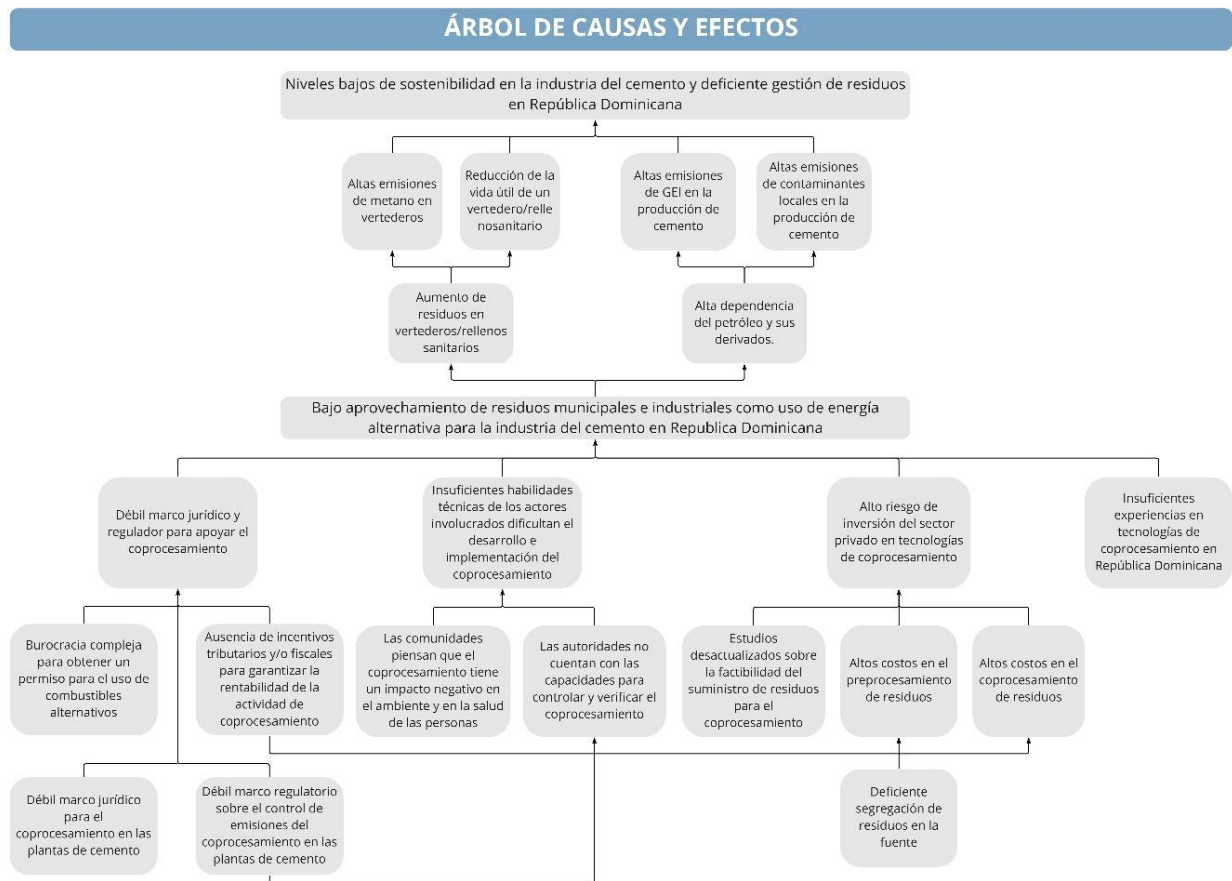 ÁRBOL DE CAUSAS Y EFECTOS
Niveles bajos de sostenibilidad en la industria del cemento y deficiente gestión de residuos
en República Dominicana
Altas emisiones
de metano en
vertederos
Reducción de la
vida útil de un
vertedero/relle
nosanitario
Altas emisiones
de GEI en la
producción de
cemento
Altas emisiones
de contaminantes
locales en la
producción de
cemento
Aumento de
residuos en
vertederos/rellenos
sanitarios
Alta dependencia
del petróleo y sus
derivados.
Bajo aprovechamiento de residuos municipales e industriales como uso de energía
alternativa para la industria del cemento en Republica Dominicana
Débil marco jurídico y
regulador para apoyar el
coprocesamiento
Insuficientes habilidades
técnicas de los actores
involucrados dificultan el
desarrollo e
implementación del
coprocesamiento
Alto riesgo de
inversión del sector
privado en tecnologías
de coprocesamiento
Insuficientes
experiencias en
tecnologías de
coprocesamiento en
República Dominicana
Burocracia compleja
para obtener un
permiso para el uso de
combustibles
alternativos
Ausencia de incentivos
tributarios y/o fiscales
para garantizar la
rentabilidad de la
actividad de
coprocesamiento
Las comunidades
piensan que el
coprocesamiento tiene
un impacto negativo en
el ambiente y en la salud
de las personas
Las autoridades no
cuentan con las
capacidades para
controlar y verificar el
coprocesamiento
Estudios
desactualizados sobre
la factibilidad del
suministro de residuos
para el
coprocesamiento
Altos costos en el
preprocesamiento
de residuos
Altos costos en el
coprocesamiento
de residuos
Débil marco jurídico
para el
coprocesamiento en las
plantas de cemento
Débil marco regulatorio
sobre el control de
emisiones del
coprocesamiento en las
plantas de cemento
Deficiente
segregación de
residuos en la
fuente